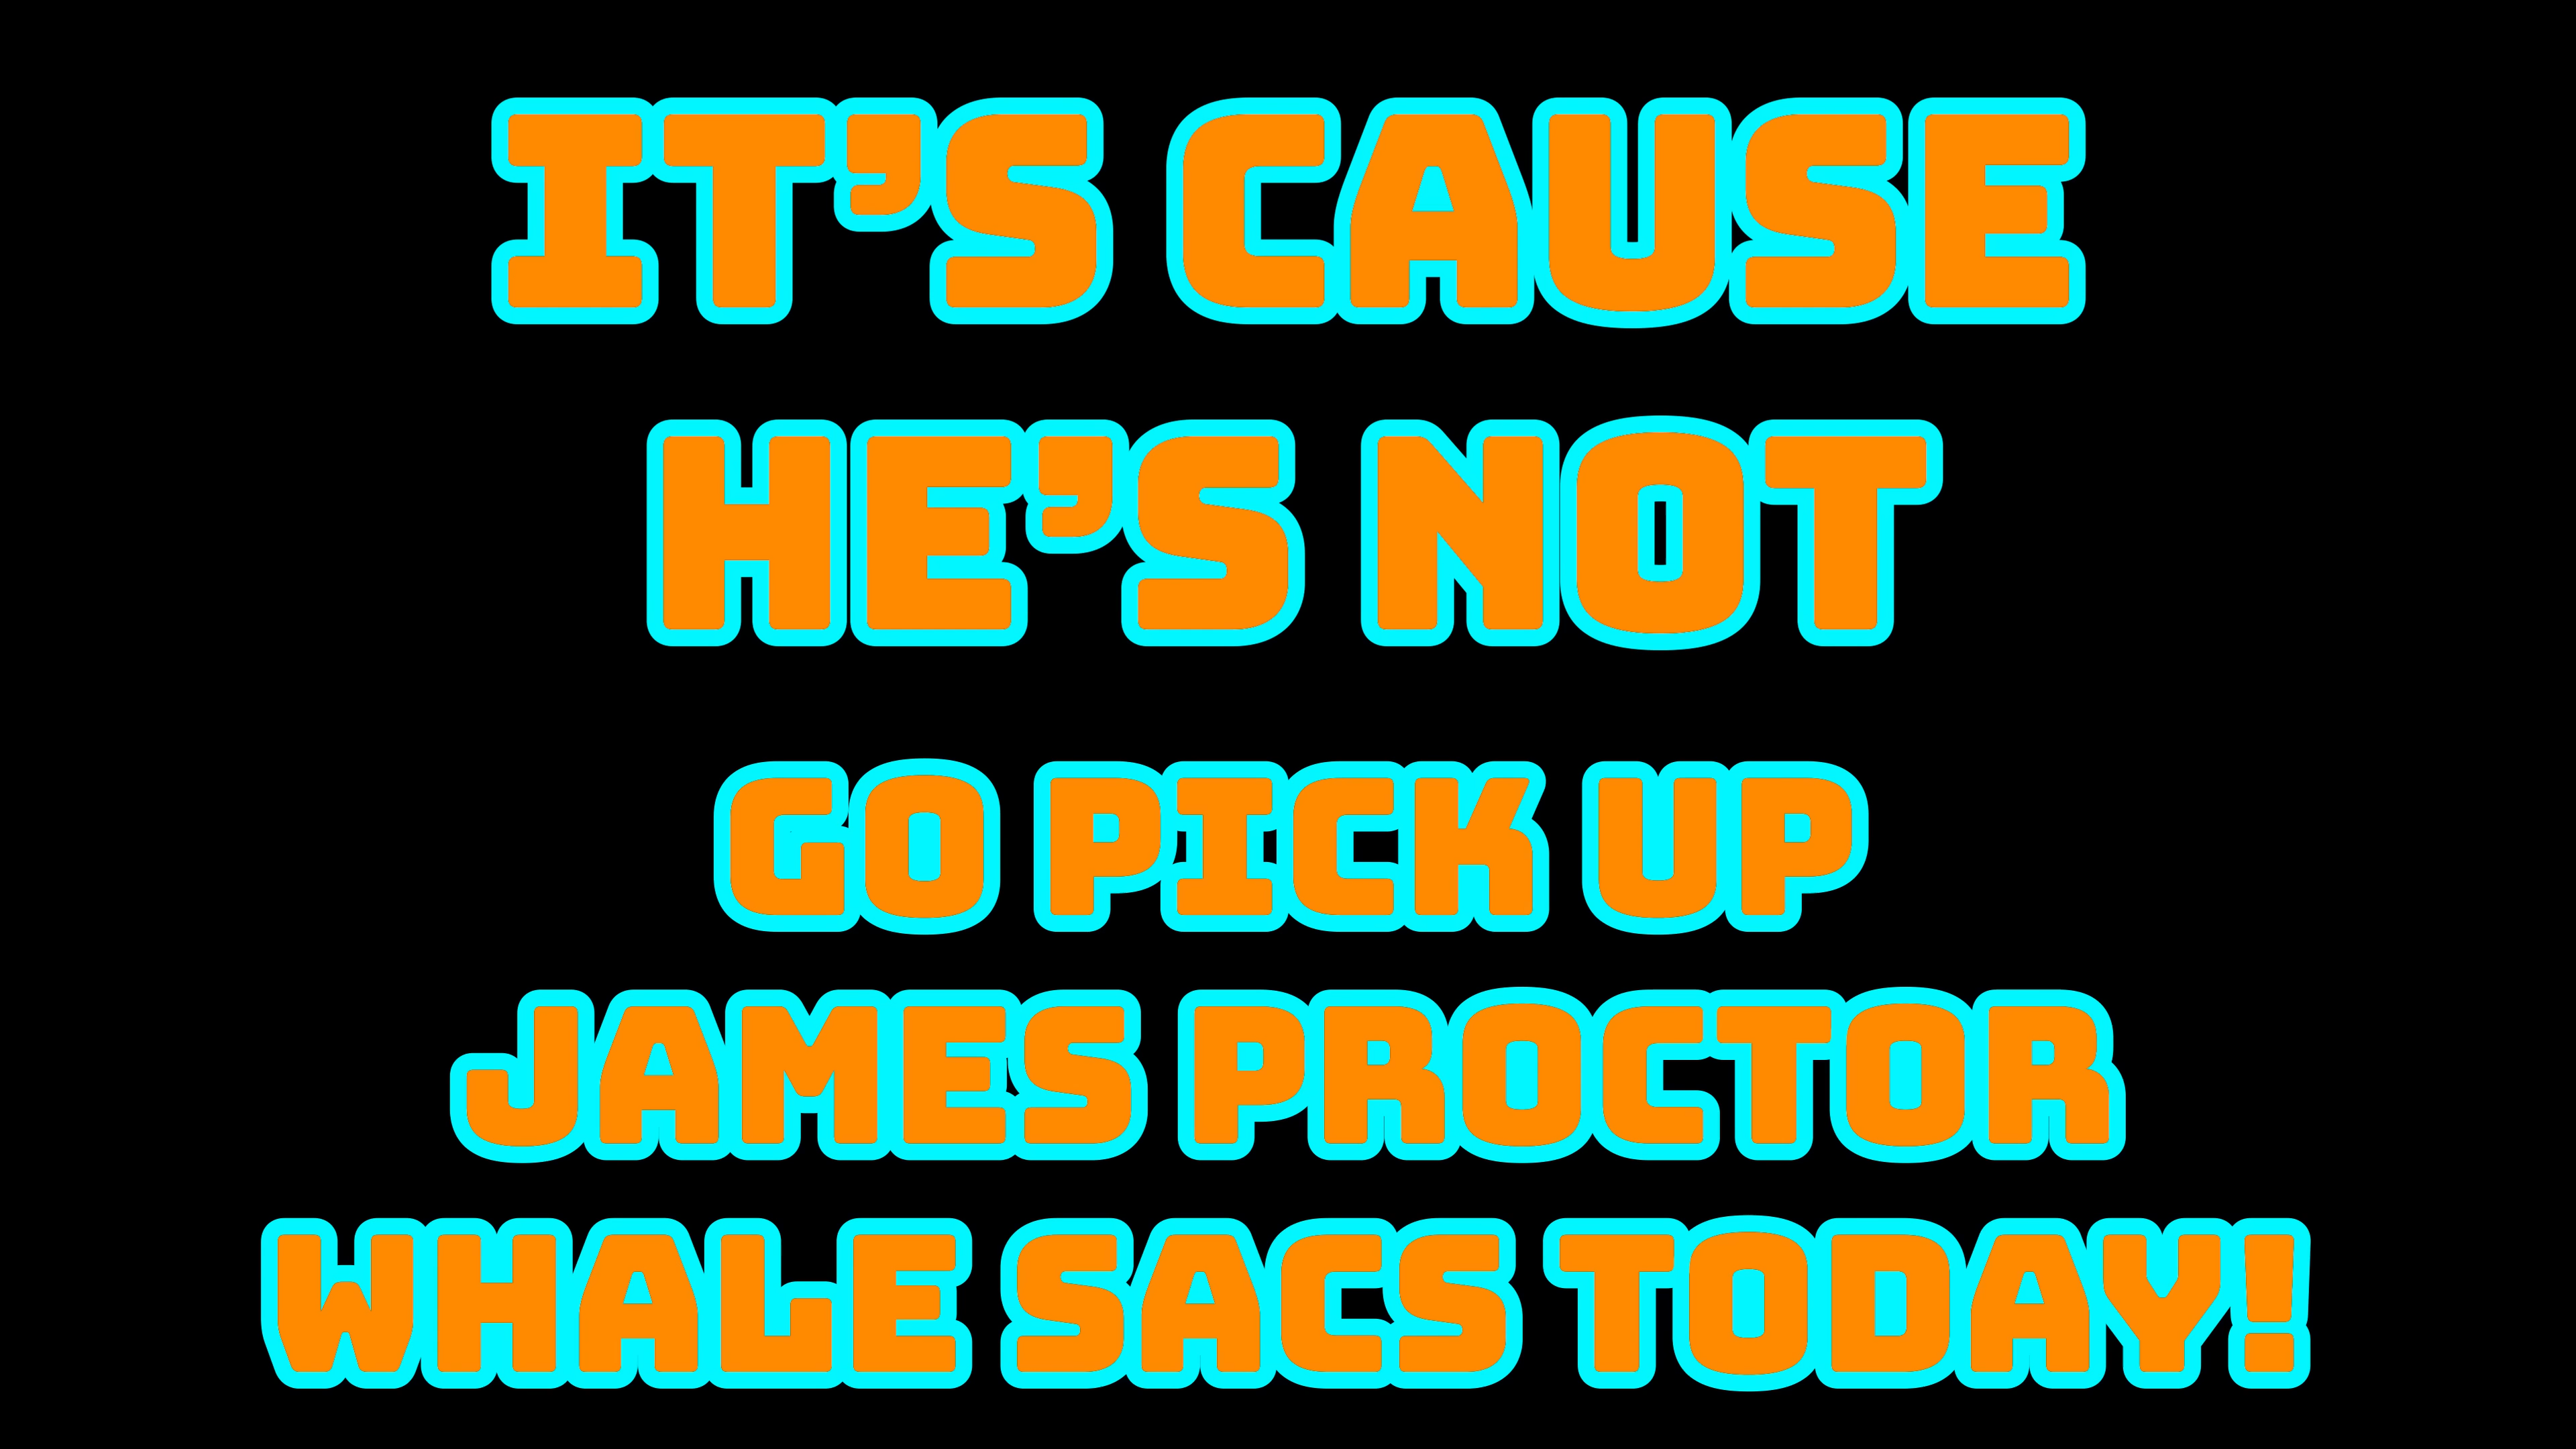 IT'S CAUSE
HE'S NOT
GO PICK UP
JAMES PROCTOR
WHALE SACS TODAY!